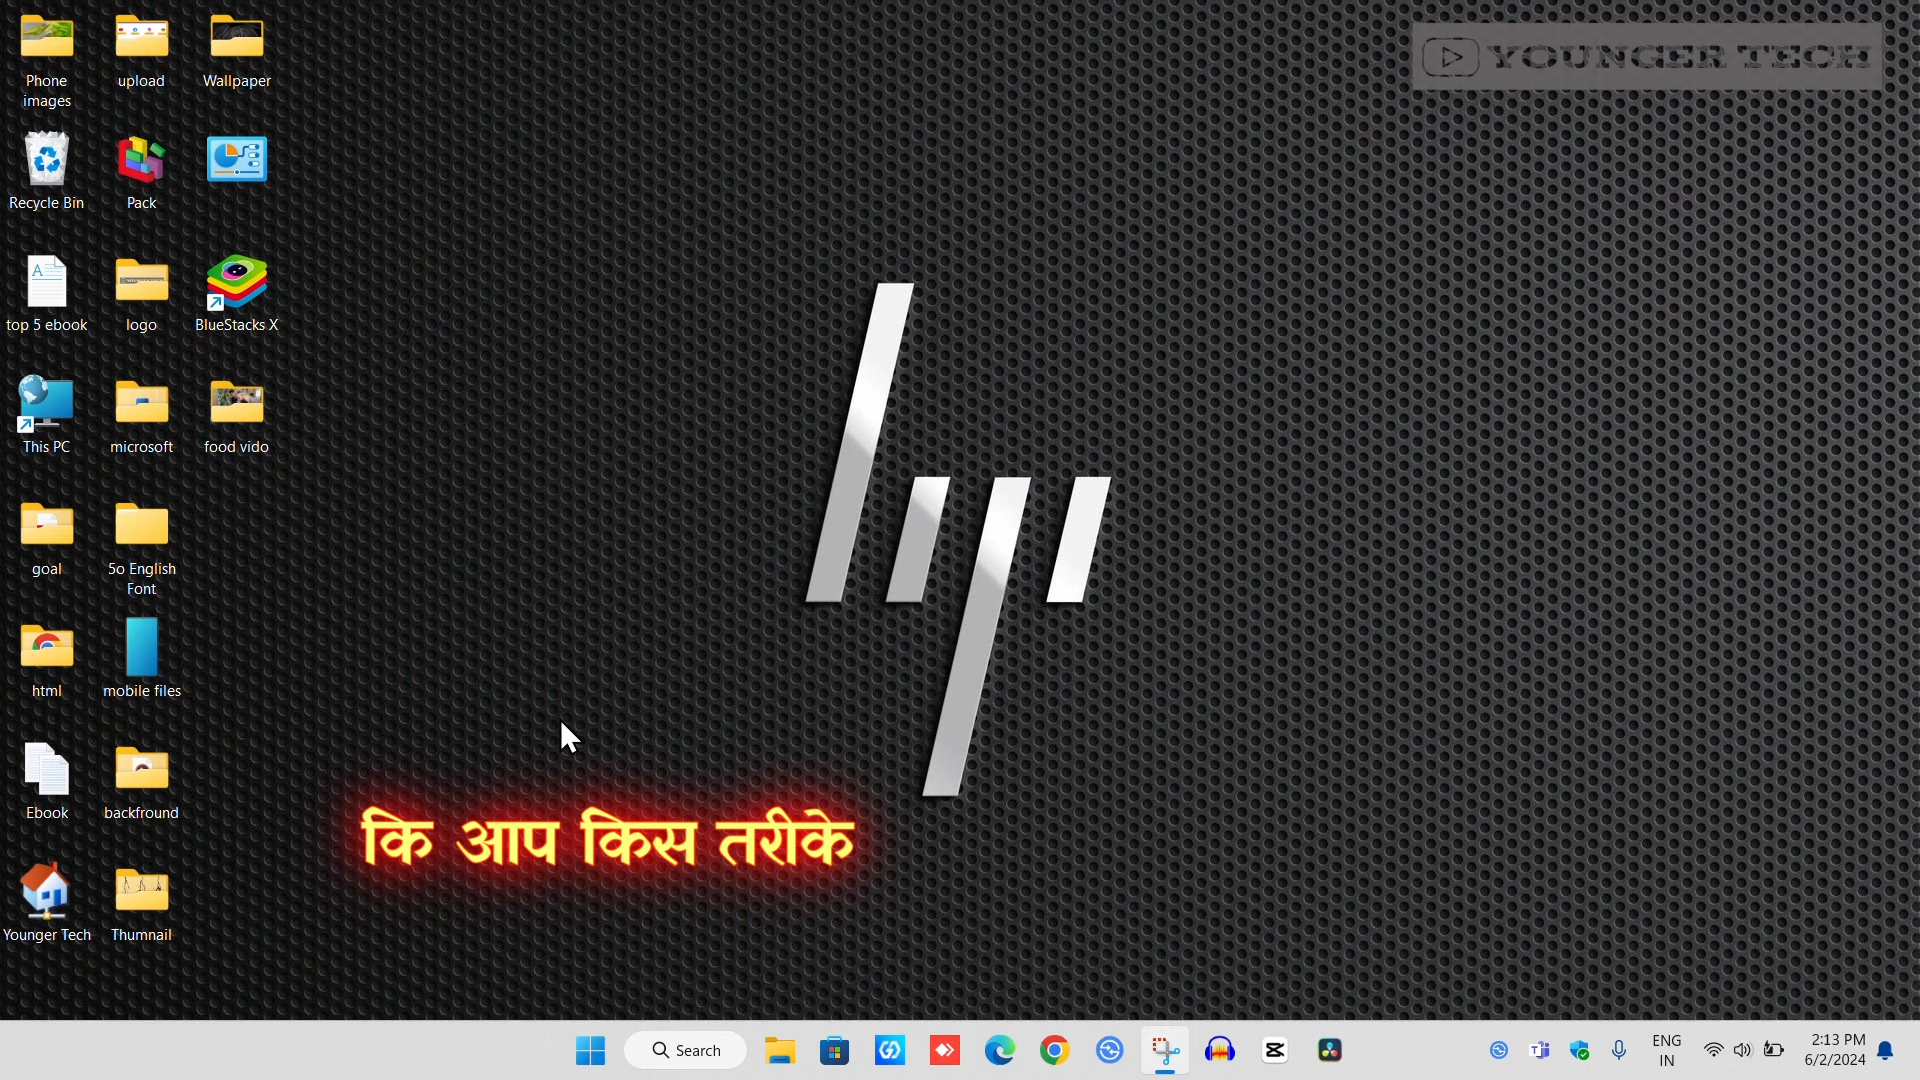 YOUNGER TECH
Phone
images
upload
Wallpaper
Recycle Bin
Pack
top 5 ebook
logo
BlueStacks X
This PC
microsoft
food vido
goal
5o English
Font
html
mobile files
Ebook
backfround
कि आप किस तरीके
Younger Tech
Thumnail
Search
ENG
IN
2:13 PM
6/2/2024